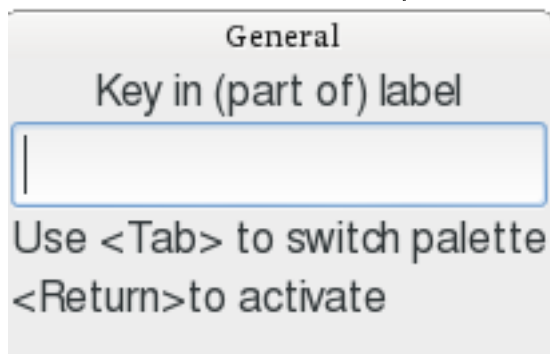 General
Key in (part of) label
Use <Tab> to switch palette
<Return>to activate